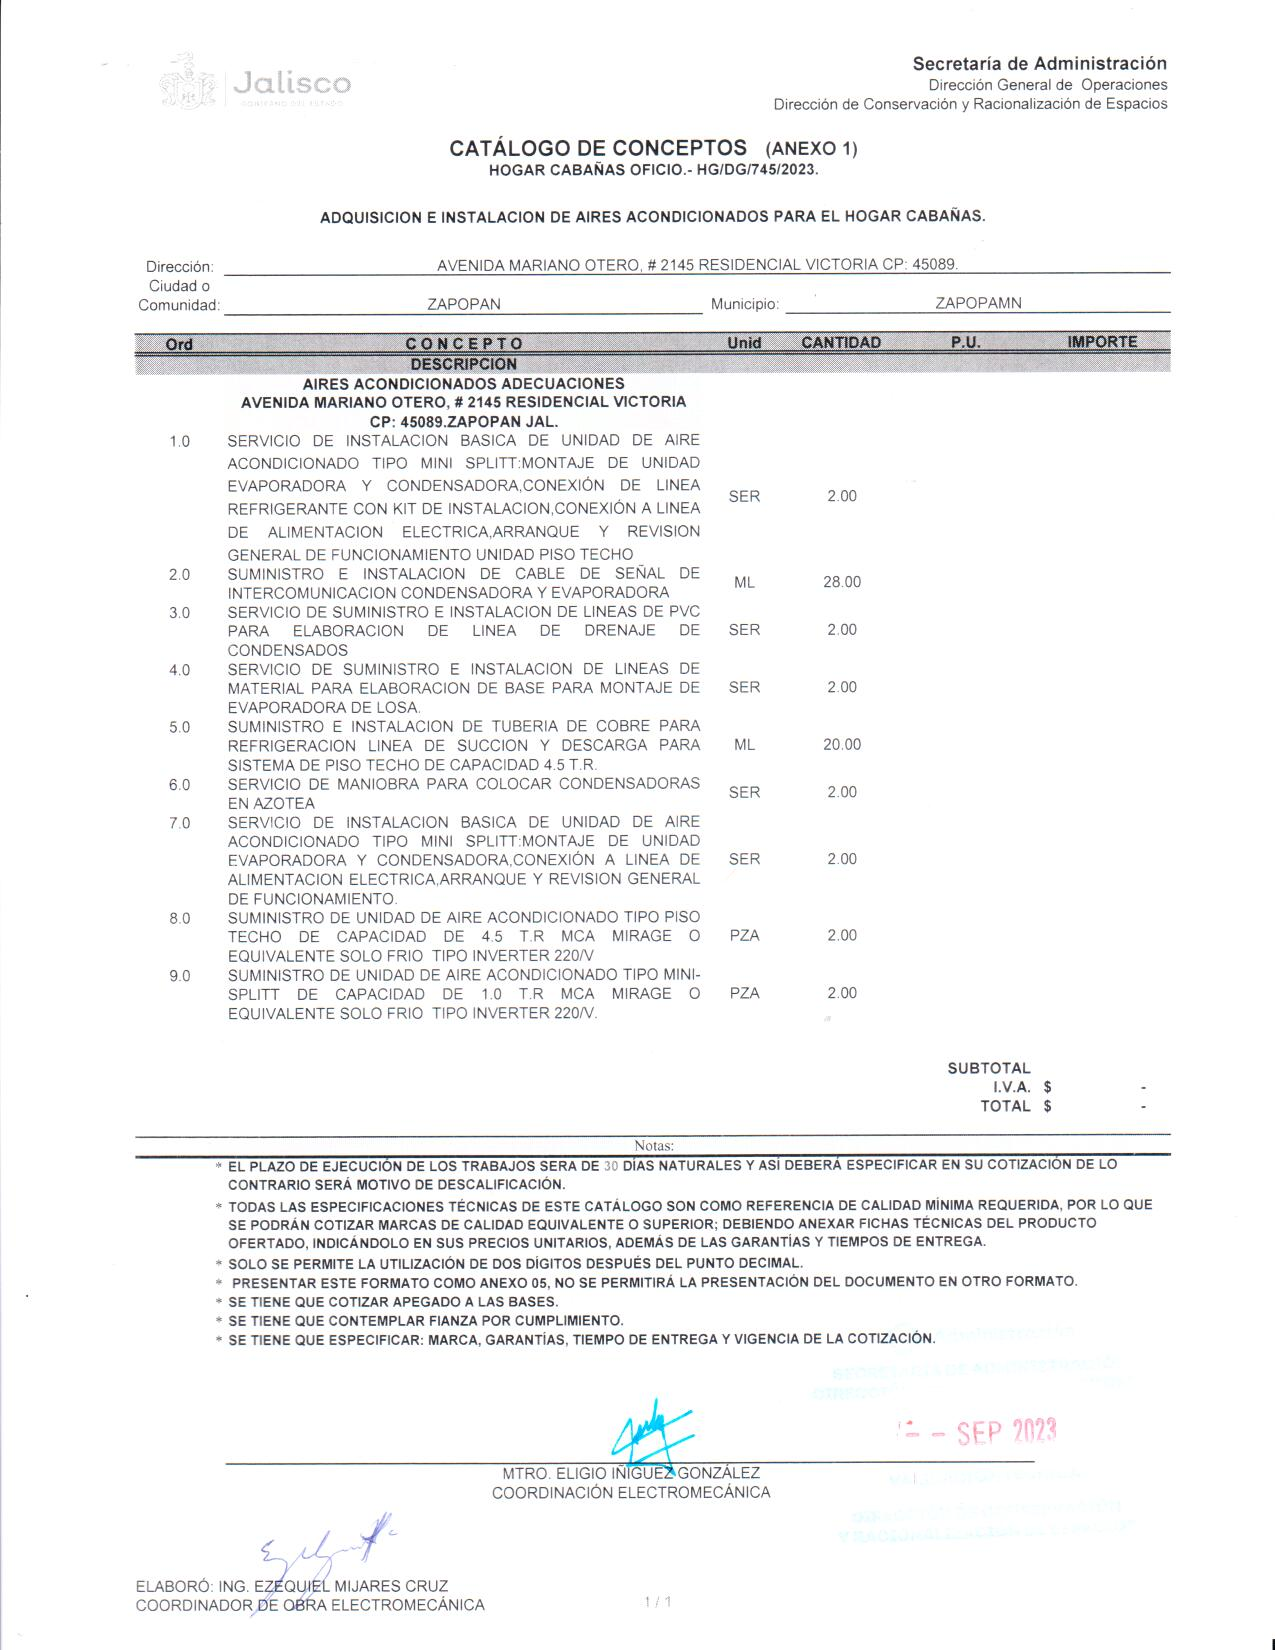 Jalisco
GOBIERNO DEL ESTADO
Secretaría de Administración
Dirección General de Operaciones
Dirección de Conservación y Racionalización de Espacios
CATÁLOGO DE CONCEPTOS (ANEXO 1)
HOGAR CABAÑAS OFICIO.- HG/DG/745/2023.
ADQUISICION E INSTALACION DE AIRES ACONDICIONADOS PARA EL HOGAR CABAÑAS.
Dirección: AVENIDA MARIANO OTERO, # 2145 RESIDENCIAL VICTORIA CP: 45089.
Ciudad o
Comunidad: ZAPOPAN Municipio: ZAPOPAMN
Ord CONCEPTO Unid CANTIDAD P.U. IMPORTE
DESCRIPCION
AIRES ACONDICIONADOS ADECUACIONES
AVENIDA MARIANO OTERO, # 2145 RESIDENCIAL VICTORIA
CP: 45089.ZAPOPAN JAL.
1.0 SERVICIO DE INSTALACION BASICA DE UNIDAD DE AIRE
ACONDICIONADO TIPO MINI SPLITT:MONTAJE DE UNIDAD
EVAPORADORA Y CONDENSADORA,CONEXIÓN DE LINEA
REFRIGERANTE CON KIT DE INSTALACION,CONEXIÓN A LINEA
DE ALIMENTACION ELECTRICA,ARRANQUE Y REVISION
GENERAL DE FUNCIONAMIENTO UNIDAD PISO TECHO
SER 2.00
2.0 SUMINISTRO E INSTALACION DE CABLE DE SEÑAL DE
INTERCOMUNICACION CONDENSADORA Y EVAPORADORA
ML 28.00
3.0 SERVICIO DE SUMINISTRO E INSTALACION DE LINEAS DE PVC
PARA ELABORACION DE LINEA DE DRENAJE DE
CONDENSADOS
SER 2.00
4.0 SERVICIO DE SUMINISTRO E INSTALACION DE LINEAS DE
MATERIAL PARA ELABORACION DE BASE PARA MONTAJE DE
EVAPORADORA DE LOSA.
SER 2.00
5.0 SUMINISTRO E INSTALACION DE TUBERIA DE COBRE PARA
REFRIGERACION LINEA DE SUCCION Y DESCARGA PARA
SISTEMA DE PISO TECHO DE CAPACIDAD 4.5 T.R.
ML 20.00
6.0 SERVICIO DE MANIOBRA PARA COLOCAR CONDENSADORAS
EN AZOTEA
SER 2.00
7.0 SERVICIO DE INSTALACION BASICA DE UNIDAD DE AIRE
ACONDICIONADO TIPO MINI SPLITT:MONTAJE DE UNIDAD
EVAPORADORA Y CONDENSADORA,CONEXIÓN A LINEA DE
ALIMENTACION ELECTRICA,ARRANQUE Y REVISION GENERAL
DE FUNCIONAMIENTO.
SER 2.00
8.0 SUMINISTRO DE UNIDAD DE AIRE ACONDICIONADO TIPO PISO
TECHO DE CAPACIDAD DE 4.5 T.R MCA MIRAGE O
EQUIVALENTE SOLO FRIO TIPO INVERTER 220/V
PZA 2.00
9.0 SUMINISTRO DE UNIDAD DE AIRE ACONDICIONADO TIPO MINI-
SPLITT DE CAPACIDAD DE 1.0 T.R MCA MIRAGE O
EQUIVALENTE SOLO FRIO TIPO INVERTER 220/V.
PZA 2.00
SUBTOTAL
I.V.A. $ -
TOTAL $ -
Notas:
* EL PLAZO DE EJECUCIÓN DE LOS TRABAJOS SERA DE 30 DÍAS NATURALES Y ASÍ DEBERÁ ESPECIFICAR EN SU COTIZACIÓN DE LO
CONTRARIO SERÁ MOTIVO DE DESCALIFICACIÓN.
* TODAS LAS ESPECIFICACIONES TÉCNICAS DE ESTE CATÁLOGO SON COMO REFERENCIA DE CALIDAD MÍNIMA REQUERIDA, POR LO QUE
SE PODRÁN COTIZAR MARCAS DE CALIDAD EQUIVALENTE O SUPERIOR; DEBIENDO ANEXAR FICHAS TÉCNICAS DEL PRODUCTO
OFERTADO, INDICÁNDOLO EN SUS PRECIOS UNITARIOS, ADEMÁS DE LAS GARANTÍAS Y TIEMPOS DE ENTREGA.
* SOLO SE PERMITE LA UTILIZACIÓN DE DOS DÍGITOS DESPUÉS DEL PUNTO DECIMAL.
* PRESENTAR ESTE FORMATO COMO ANEXO 05, NO SE PERMITIRÁ LA PRESENTACIÓN DEL DOCUMENTO EN OTRO FORMATO.
* SE TIENE QUE COTIZAR APEGADO A LAS BASES.
* SE TIENE QUE CONTEMPLAR FIANZA POR CUMPLIMIENTO.
* SE TIENE QUE ESPECIFICAR: MARCA, GARANTÍAS, TIEMPO DE ENTREGA Y VIGENCIA DE LA COTIZACIÓN.
Administración
SECRETARÍA DE ADMINISTRACIÓN
- SEP 2023
MTRO. ELIGIO IÑIGUEZ GONZÁLEZ
COORDINACIÓN ELECTROMECÁNICA
ELABORÓ: ING. EZEQUIEL MIJARES CRUZ
COORDINADOR DE OBRA ELECTROMECÁNICA
1 / 1